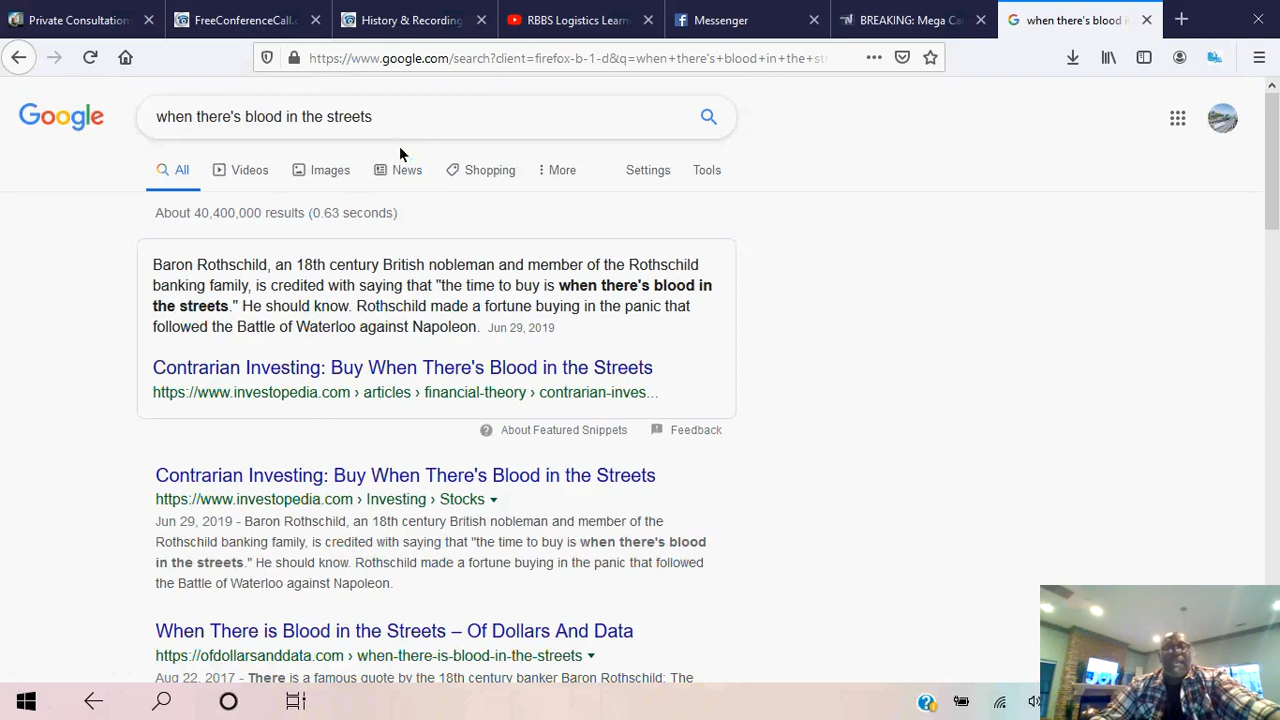 Private Consultation
FreeConferenceCall.c
History & Recording
RBBS Logistics Learn
Messenger
BREAKING: Mega Ca
when there's blood i
https://www.google.com/search?client=firefox-b-1-d&q=when+there's+blood+in+the+st
Google
when there's blood in the streets
All Videos Images News Shopping More Settings Tools
About 40,400,000 results (0.63 seconds)
Baron Rothschild, an 18th century British nobleman and member of the Rothschild
banking family, is credited with saying that "the time to buy is when there's blood in
the streets." He should know. Rothschild made a fortune buying in the panic that
followed the Battle of Waterloo against Napoleon. Jun 29, 2019
Contrarian Investing: Buy When There's Blood in the Streets
https://www.investopedia.com › articles › financial-theory › contrarian-inves...
About Featured Snippets Feedback
Contrarian Investing: Buy When There's Blood in the Streets
https://www.investopedia.com › Investing › Stocks
Jun 29, 2019 - Baron Rothschild, an 18th century British nobleman and member of the
Rothschild banking family, is credited with saying that "the time to buy is when there's blood
in the streets." He should know. Rothschild made a fortune buying in the panic that followed
the Battle of Waterloo against Napoleon.
When There is Blood in the Streets – Of Dollars And Data
https://ofdollarsanddata.com › when-there-is-blood-in-the-streets
Aug 22, 2017 - There is a famous quote by the 18th century banker Baron Rothschild: The